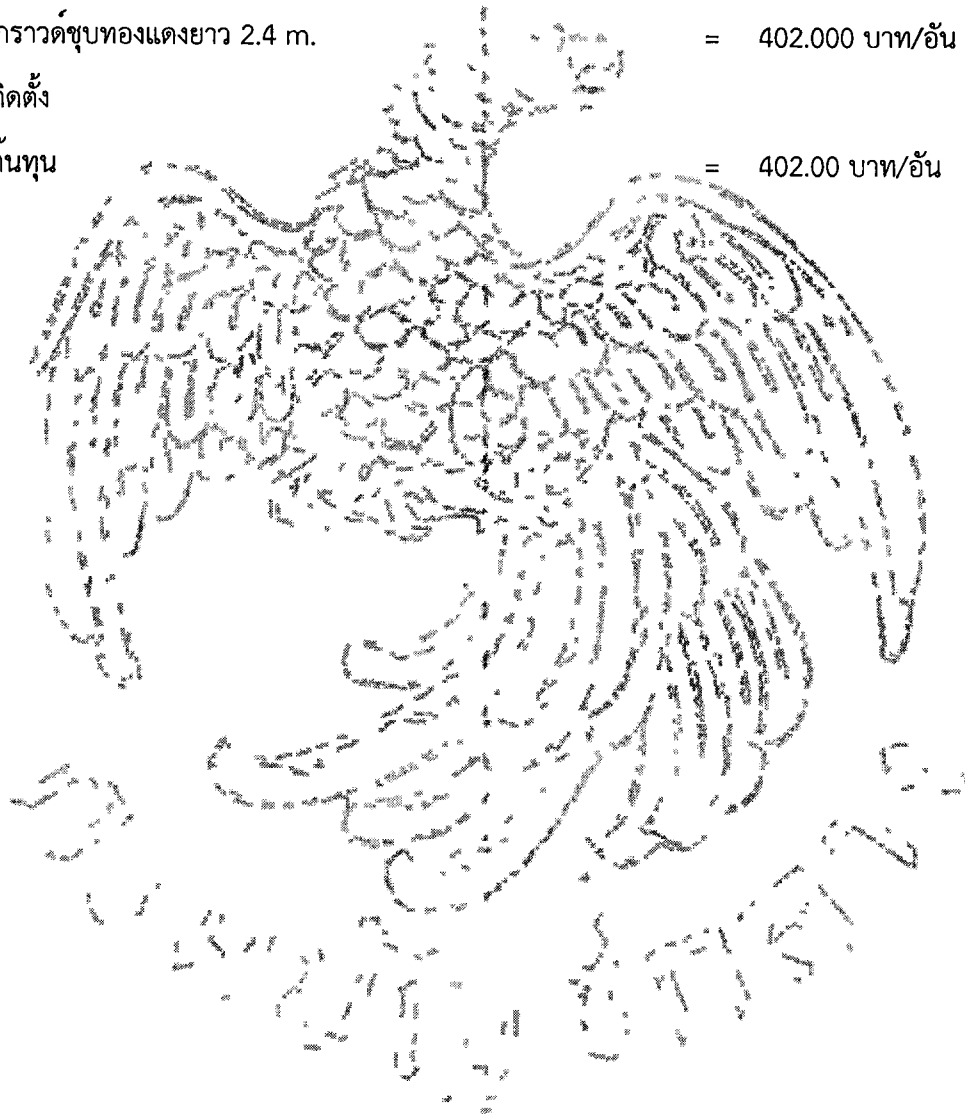 กราวด์ชุบทองแดงยาว 2.4 m. = 402.000 บาท/อัน
ติดตั้ง
ต้นทุน = 402.00 บาท/อัน